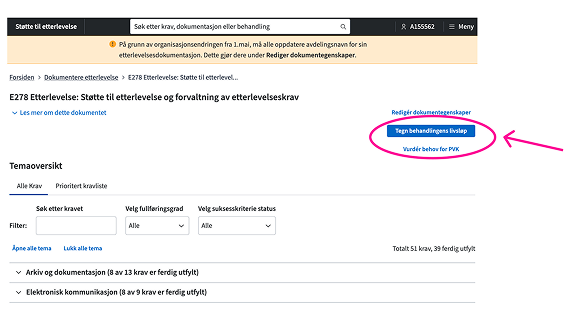 Støtte til etterlevelse
Søk etter krav, dokumentasjon eller behandling
A155562
Meny
På grunn av organisasjonsendringen fra 1.mai, må alle oppdatere avdelingsnavn for sin
etterlevelsesdokumentasjon. Dette gjør dere under Rediger dokumentegenskaper.
Forsiden > Dokumentere etterlevelse > E278 Etterlevelse: Støtte til etterlevel...
E278 Etterlevelse: Støtte til etterlevelse og forvaltning av etterlevelseskrav
Les mer om dette dokumentet
Redigér dokumentegenskaper
Tegn behandlingens livsløp
Vurdér behov for PVK
Temaoversikt
Alle Krav
Prioritert kravliste
Søk etter kravet
Velg fullføringsgrad
Velg suksesskriterie status
Filter:
Alle
Alle
Åpne alle tema
Lukk alle tema
Totalt 51 krav, 39 ferdig utfylt
Arkiv og dokumentasjon (8 av 13 krav er ferdig utfylt)
Elektronisk kommunikasjon (8 av 9 krav er ferdig utfylt)